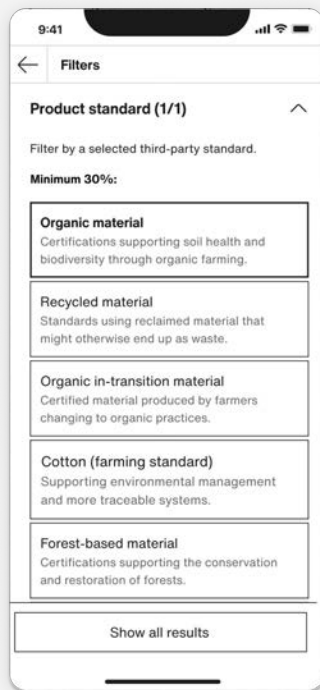 9:41
Filters
Product standard (1/1)
Filter by a selected third-party standard.
Minimum 30%:
Organic material
Certifications supporting soil health and
biodiversity through organic farming.
Recycled material
Standards using reclaimed material that
might otherwise end up as waste.
Organic in-transition material
Certified material produced by farmers
changing to organic practices.
Cotton (farming standard)
Supporting environmental management
and more traceable systems.
Forest-based material
Certifications supporting the conservation
and restoration of forests.
Show all results